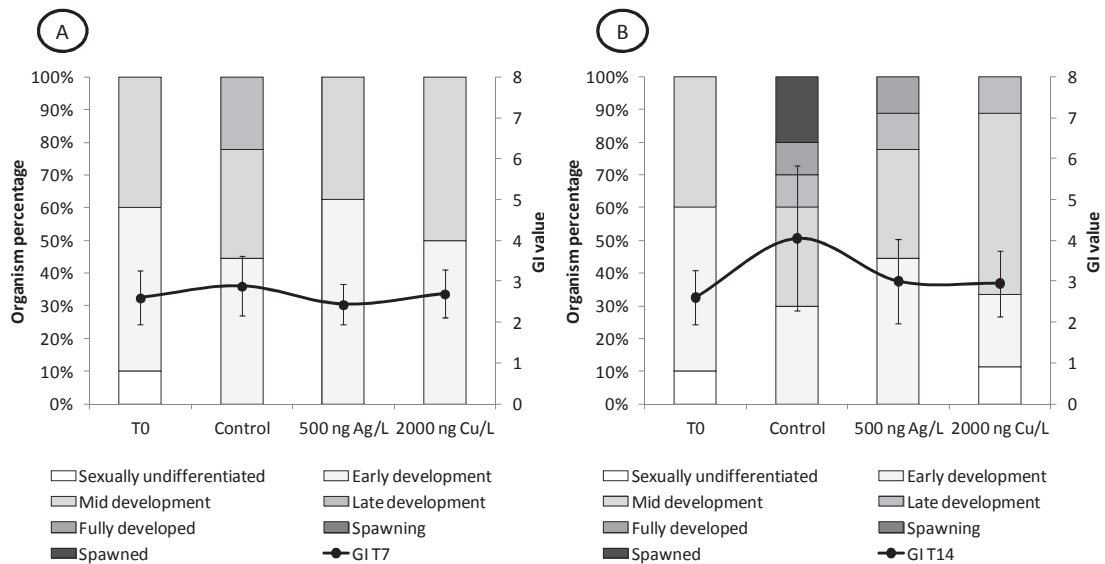 A
100%
90%
80%
70%
60%
50%
40%
30%
20%
10%
0%
Organism percentage
8
7
6
5
4
3
2
1
0
GI value
T0 Control 500 ng Ag/L 2000 ng Cu/L
Sexually undifferentiated Early development
Mid development Late development
Fully developed Spawning
Spawned GI T7
B
100%
90%
80%
70%
60%
50%
40%
30%
20%
10%
0%
Organism percentage
8
7
6
5
4
3
2
1
0
GI value
T0 Control 500 ng Ag/L 2000 ng Cu/L
Sexually undifferentiated Early development
Mid development Late development
Fully developed Spawning
Spawned GI T14